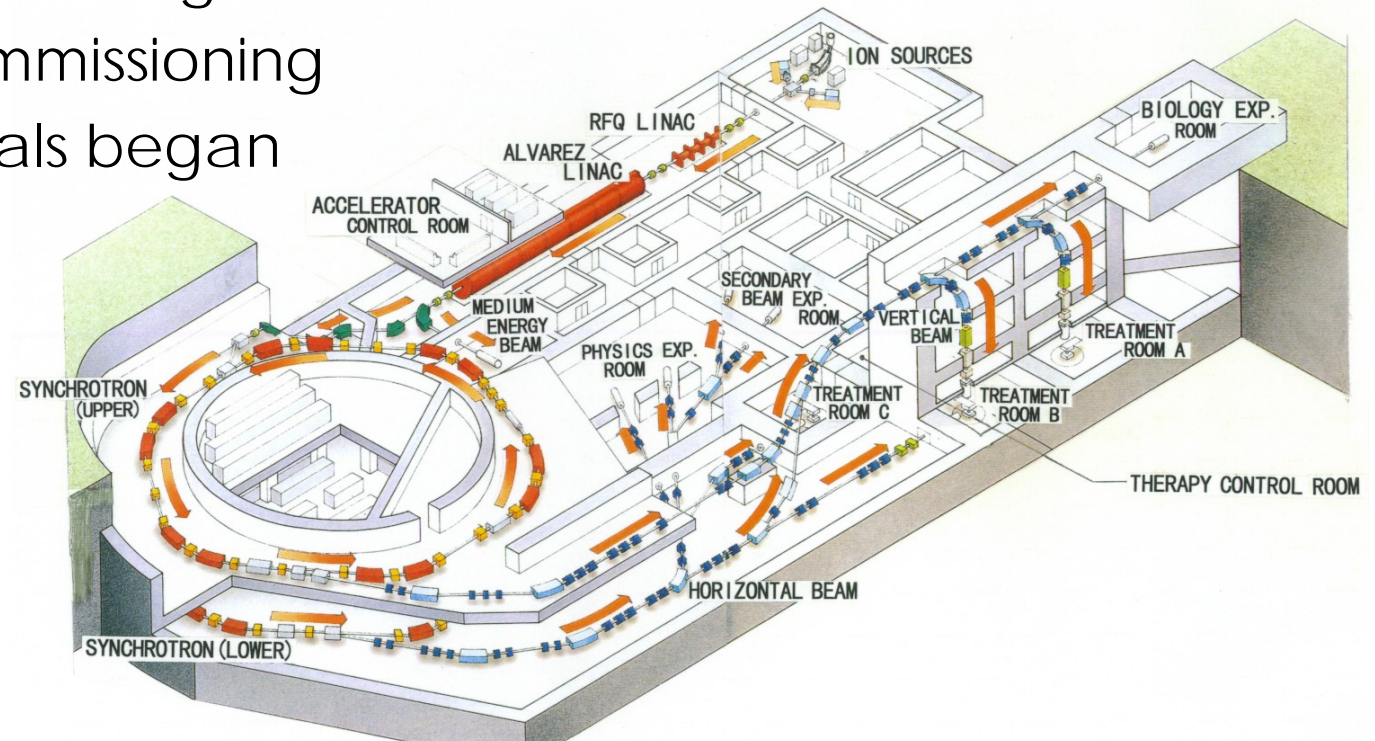 mmissioning
als began
ION SOURCES
RFQ LINAC
ALVAREZ
LINAC
BIOLOGY EXP.
ROOM
ACCELERATOR
CONTROL ROOM
MEDIUM
ENERGY
BEAM
SECONDARY
BEAM EXP.
ROOM
VERTICAL
BEAM
TREATMENT
ROOM A
PHYSICS EXP.
ROOM
SYNCHROTRON
(UPPER)
TREATMENT
ROOM C
TREATMENT
ROOM B
THERAPY CONTROL ROOM
HORIZONTAL BEAM
SYNCHROTRON (LOWER)